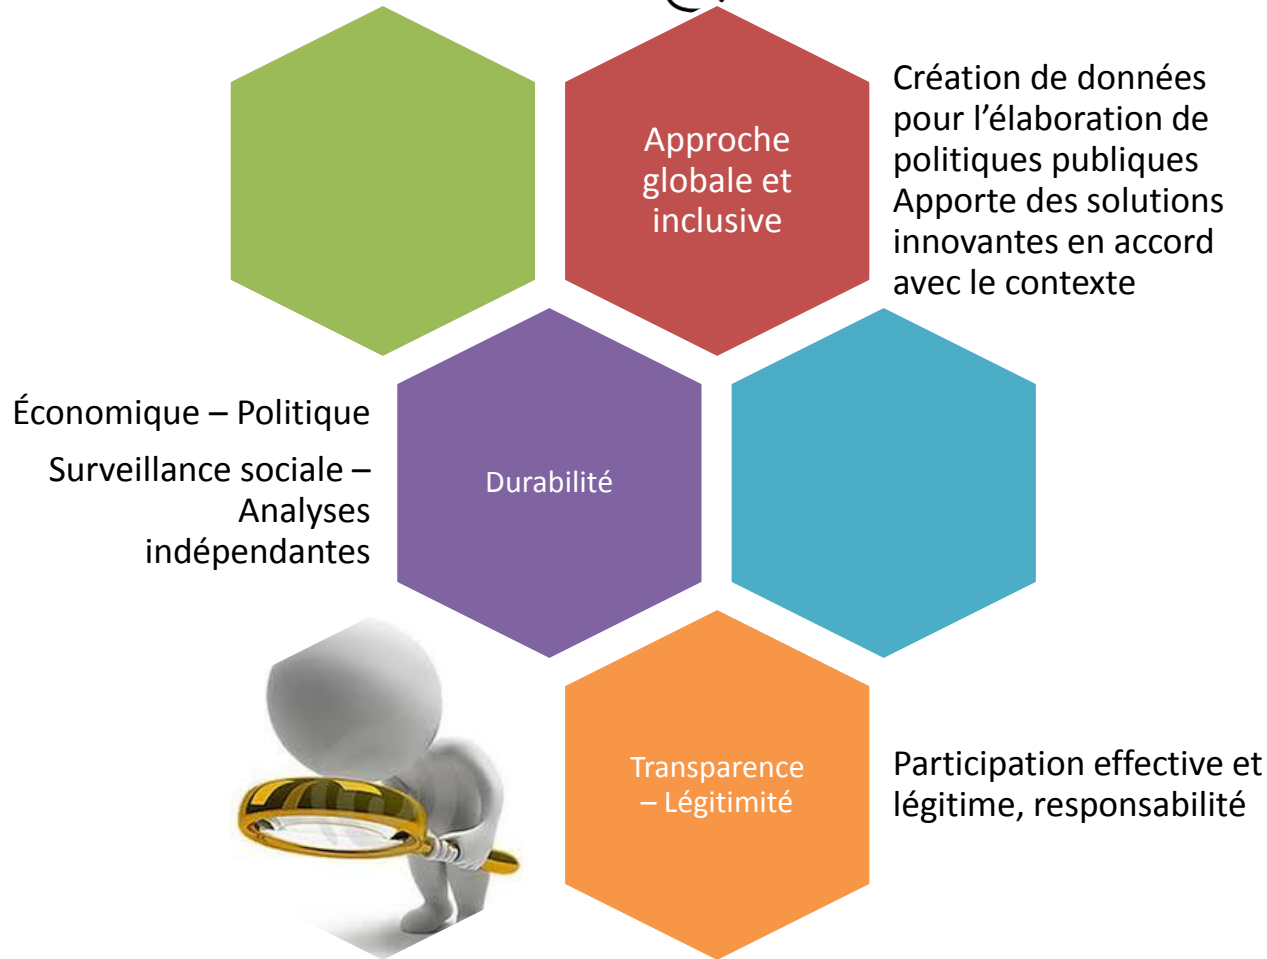 Approche
globale et
inclusive
Création de données
pour l’élaboration de
politiques publiques
Apporte des solutions
innovantes en accord
avec le contexte
Économique – Politique
Surveillance sociale –
Analyses
indépendantes
Durabilité
Transparence
– Légitimité
Participation effective et
légitime, responsabilité